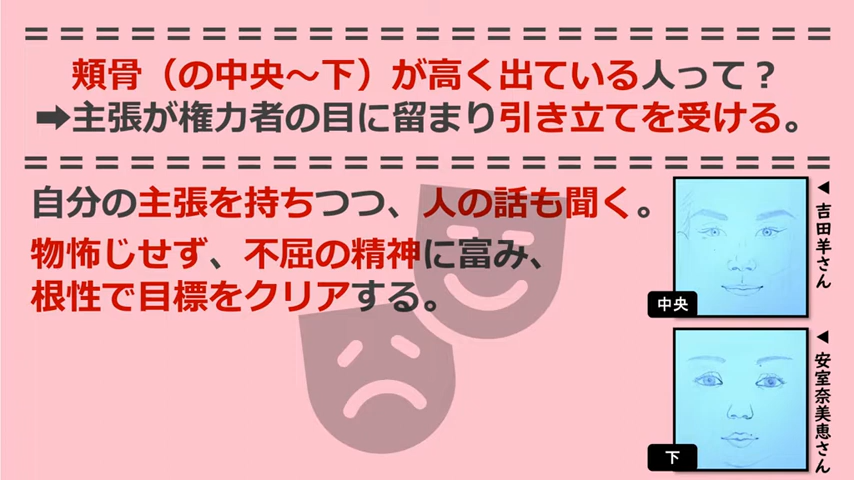 頬骨（の中央～下）が高く出ている人って？
➡主張が権力者の目に留まり引き立てを受ける。
自分の主張を持ちつつ、人の話も聞く。
物怖じせず、不屈の精神に富み、
根性で目標をクリアする。
◀吉田羊さん
中央
◀安室奈美恵さん
下